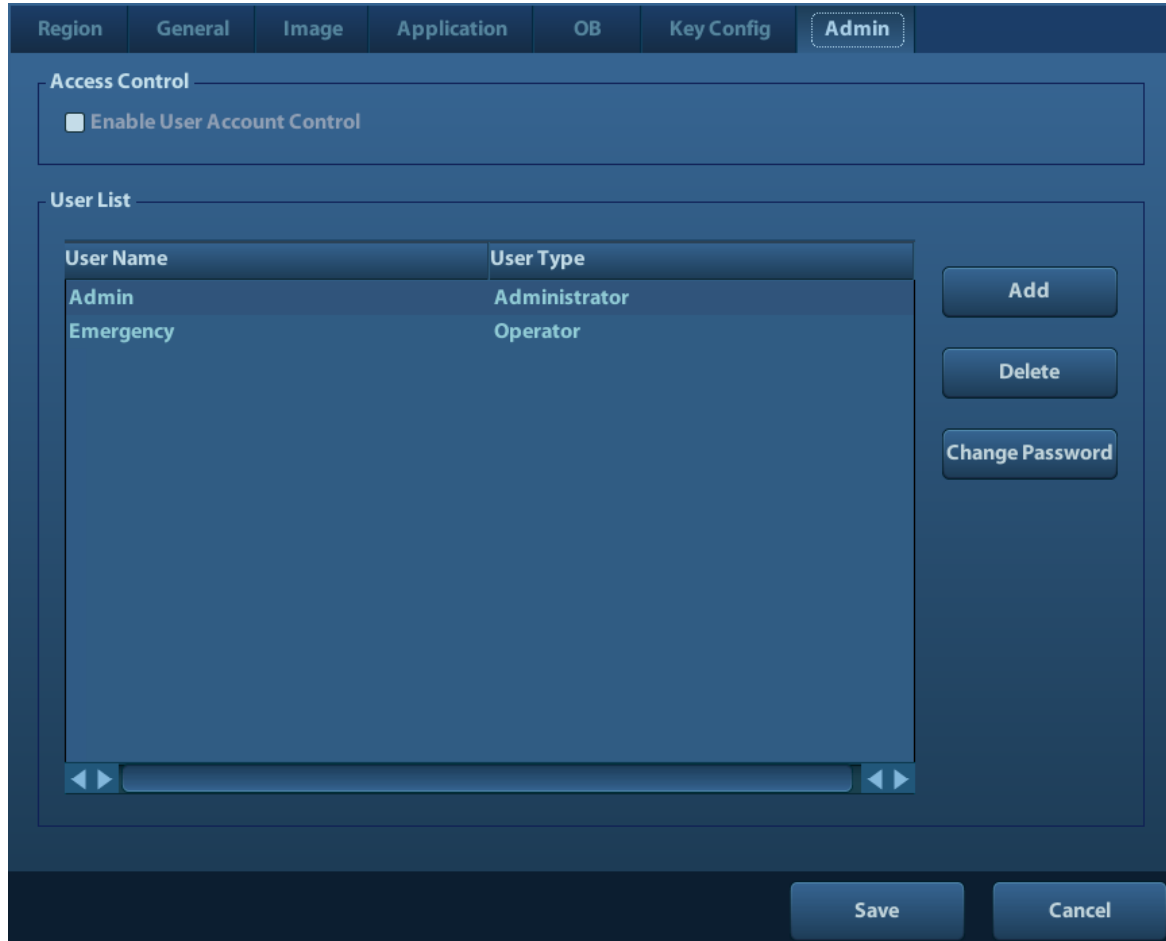 Region General Image Application OB Key Config Admin
Access Control
Enable User Account Control
User List
User Name User Type
Admin Administrator
Emergency Operator
Add
Delete
Change Password
Save Cancel